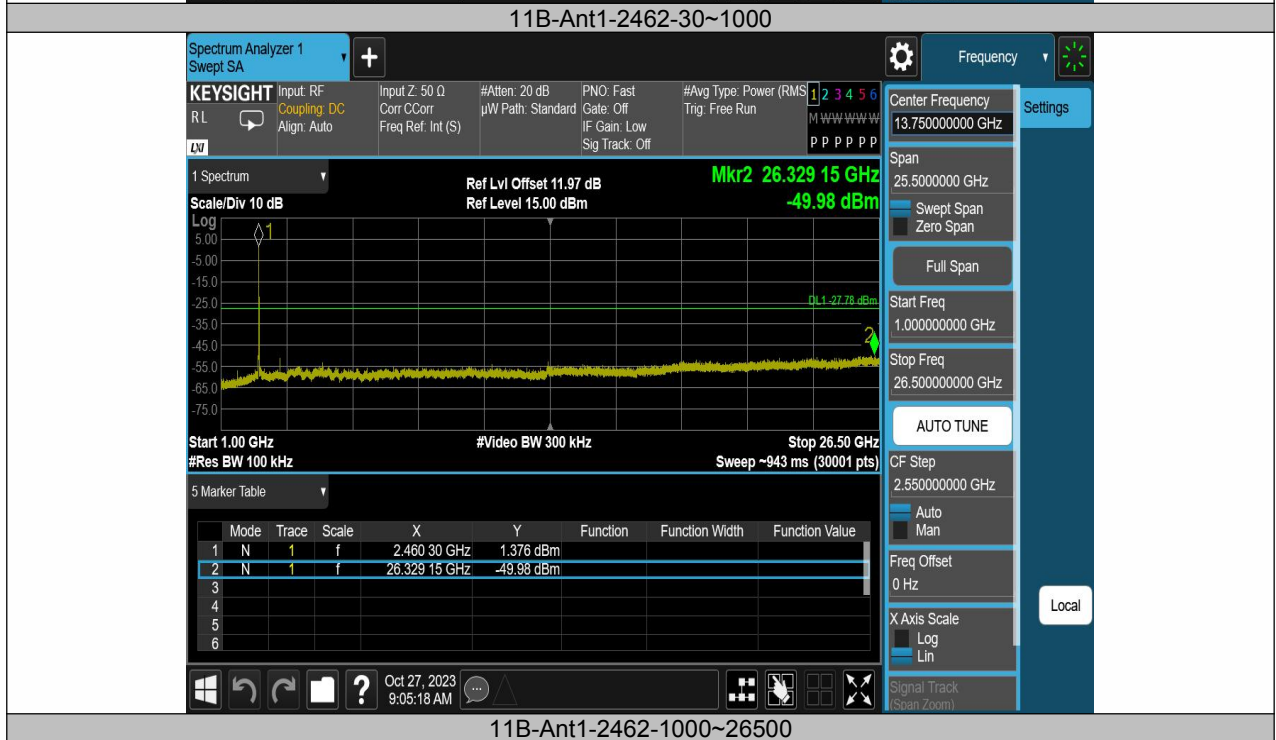 11B-Ant1-2462-30~1000
Spectrum Analyzer 1
Swept SA
+
Frequency
KEYSIGHT
RL
LXI
Input: RF
Coupling: DC
Align: Auto
Input Z: 50 Ω
Corr CCorr
Freq Ref: Int (S)
#Atten: 20 dB
µW Path: Standard
PNO: Fast
Gate: Off
IF Gain: Low
Sig Track: Off
#Avg Type: Power (RMS
Trig: Free Run
1 2 3 4 5 6
M W W W W W
P P P P P P
1 Spectrum
Scale/Div 10 dB
Ref Lvl Offset 11.97 dB
Ref Level 15.00 dBm
Mkr2 26.329 15 GHz
-49.98 dBm
Log
5.00
-5.00
-15.0
-25.0
-35.0
-45.0
-55.0
-65.0
-75.0
1
DL1 -27.78 dBm
2
Start 1.00 GHz
#Res BW 100 kHz
#Video BW 300 kHz
Stop 26.50 GHz
Sweep ~943 ms (30001 pts)
5 Marker Table
Mode Trace Scale X Y Function Function Width Function Value
1 N 1 f 2.460 30 GHz 1.376 dBm
2 N 1 f 26.329 15 GHz -49.98 dBm
3
4
5
6
Center Frequency
13.750000000 GHz
Settings
Span
25.5000000 GHz
Swept Span
Zero Span
Full Span
Start Freq
1.000000000 GHz
Stop Freq
26.500000000 GHz
AUTO TUNE
CF Step
2.550000000 GHz
Auto
Man
Freq Offset
0 Hz
X Axis Scale
Log
Lin
Local
Signal Track
(Span Zoom)
?
Oct 27, 2023
9:05:18 AM
11B-Ant1-2462-1000~26500